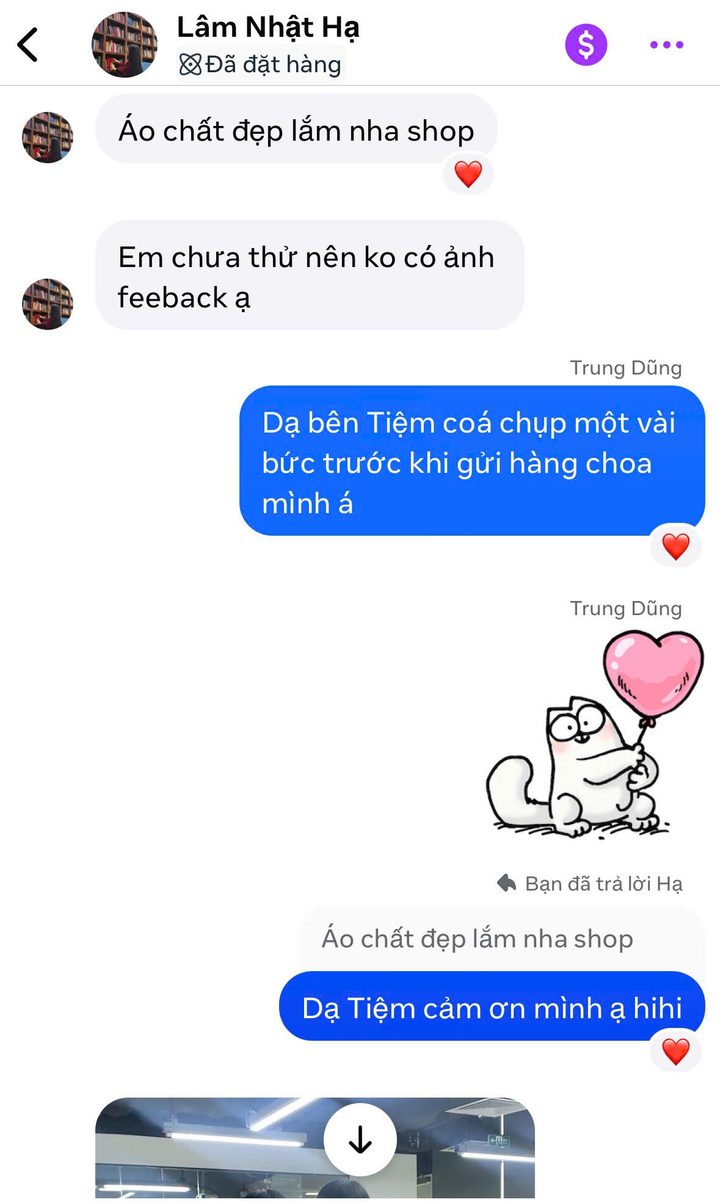 Lâm Nhật Hạ
Đã đặt hàng
Áo chất đẹp lắm nha shop
Em chưa thử nên ko có ảnh
feeback ạ
Trung Dũng
Dạ bên Tiệm coá chụp một vài
bức trước khi gửi hàng choa
mình á
Trung Dũng
Bạn đã trả lời Hạ
Áo chất đẹp lắm nha shop
Dạ Tiệm cảm ơn mình ạ hihi